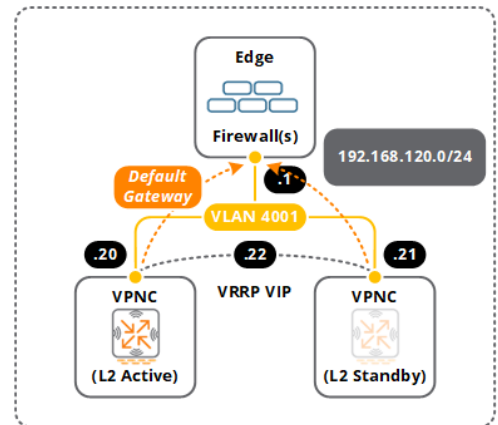 Edge
Firewall(s)
192.168.120.0/24
Default
Gateway
.1
VLAN 4001
.20
.22
.21
VPNC
VRRP VIP
VPNC
(L2 Active)
(L2 Standby)